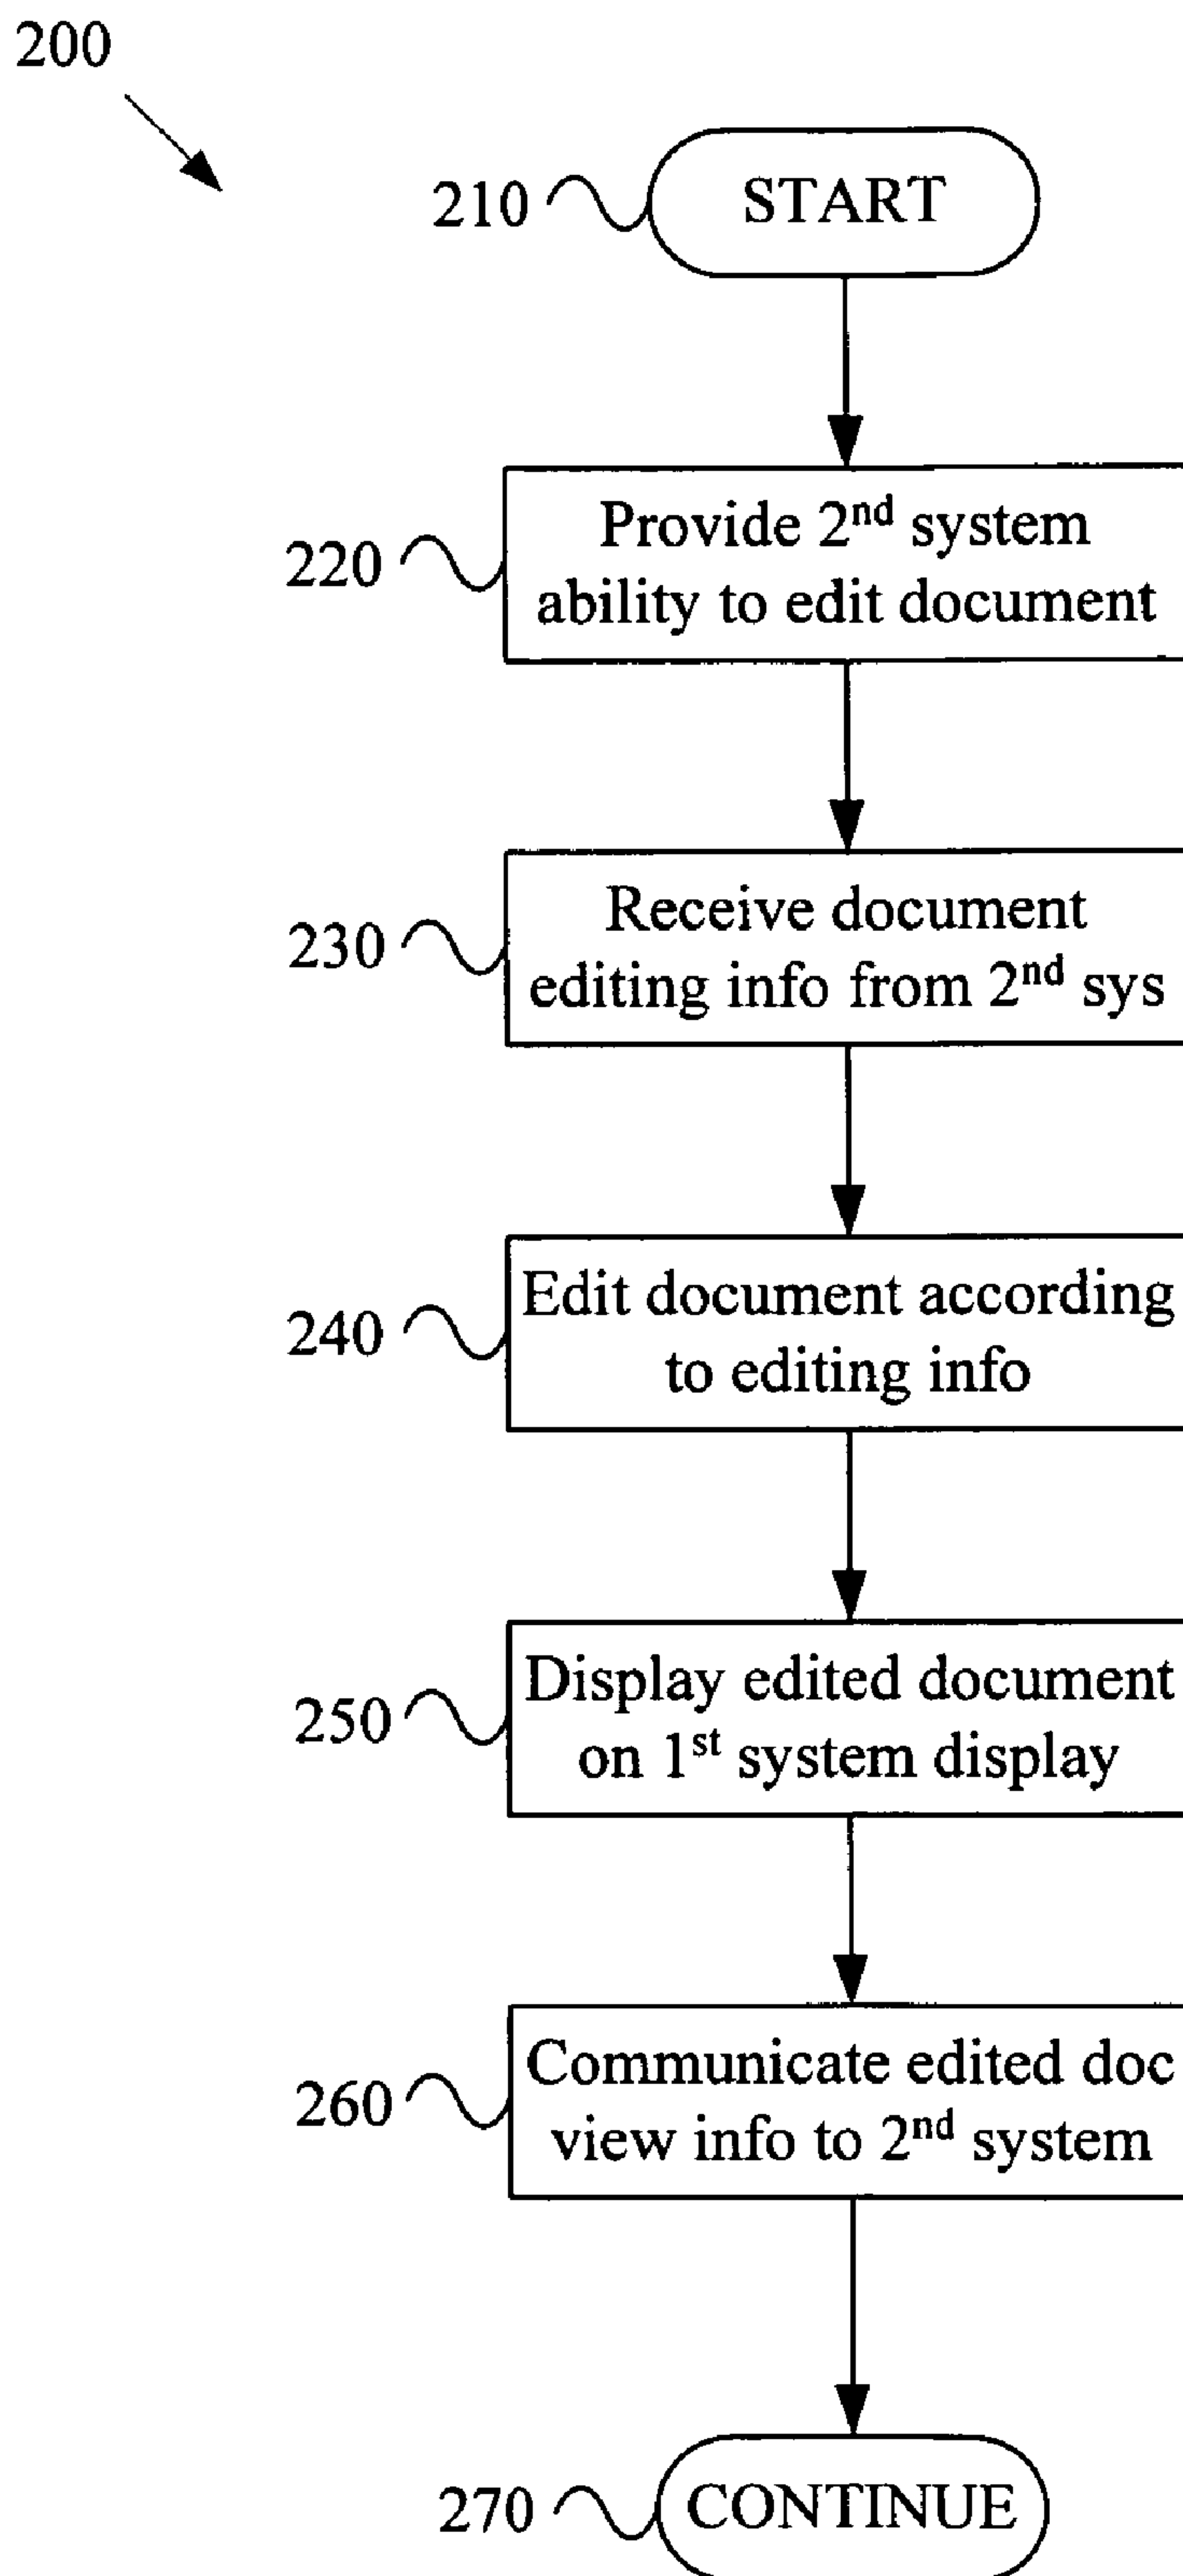 200
210
START
220
Provide 2nd system
ability to edit document
230
Receive document
editing info from 2nd sys
240
Edit document according
to editing info
250
Display edited document
on 1st system display
260
Communicate edited doc
view info to 2nd system
270
CONTINUE